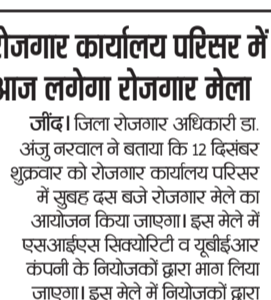 रोजगार कार्यालय परिसर में
आज लगेगा रोजगार मेला
जींद। जिला रोजगार अधिकारी डा.
अंजु नरवाल ने बताया कि 12 दिसंबर
शुक्रवार को रोजगार कार्यालय परिसर
में सुबह दस बजे रोजगार मेले का
आयोजन किया जाएगा। इस मेले में
एसआईएस सिक्योरिटी व यूबीईआर
कंपनी के नियोजकों द्वारा भाग लिया
जाएगा। इस मेले में नियोजकों द्वारा